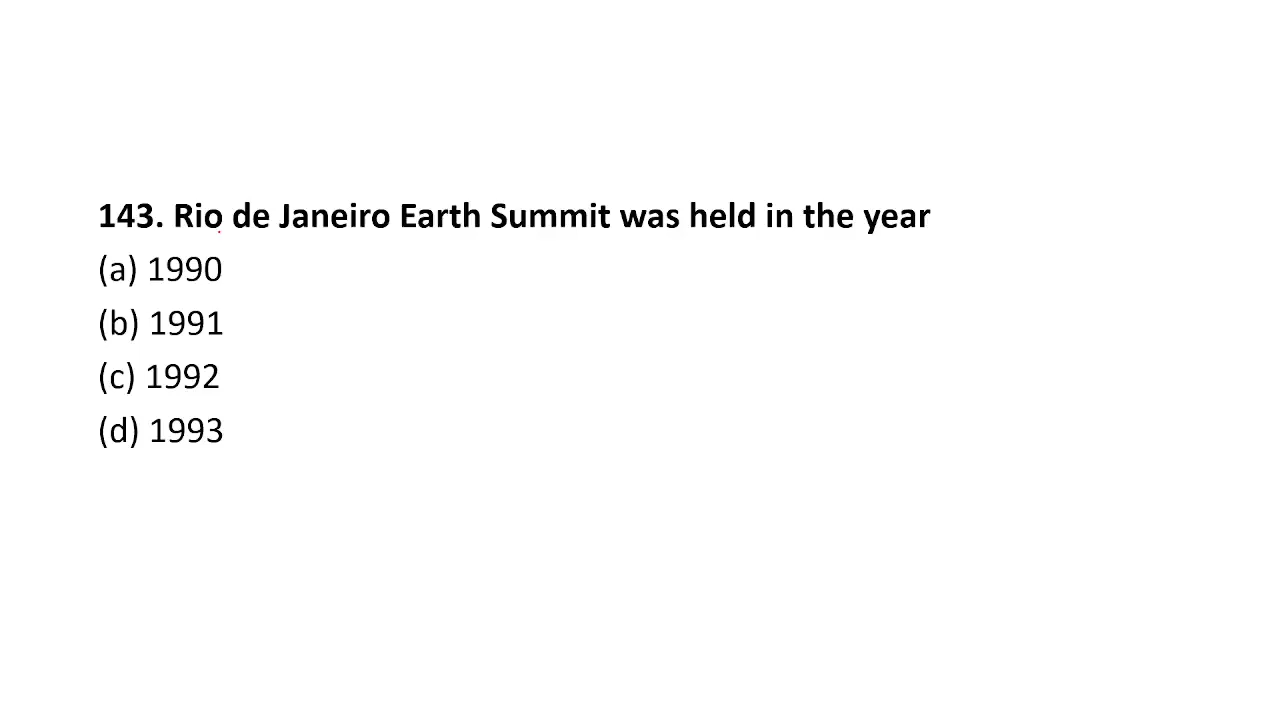 143. Rio de Janeiro Earth Summit was held in the year
(a) 1990
(b) 1991
(c) 1992
(d) 1993